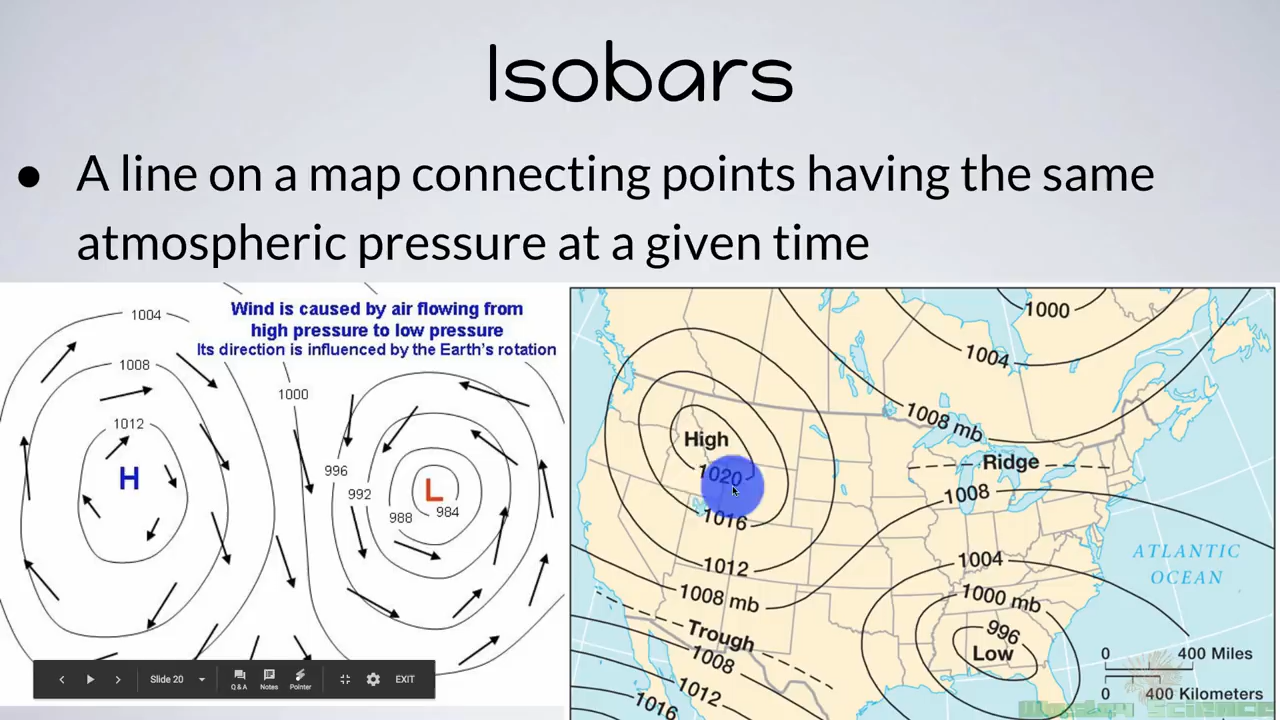 Isobars
● A line on a map connecting points having the same
atmospheric pressure at a given time
Wind is caused by air flowing from
high pressure to low pressure
Its direction is influenced by the Earth's rotation
1004
1008
1012
H
1000
996
992
988
984
L
1000
1004
1008 mb
High
1020
1016
1012
1008 mb
Ridge
1008
1004
1000 mb
996
Low
Trough
1008
1012
1016
ATLANTIC
OCEAN
0 400 Miles
0 400 Kilometers
Slide 20
Q & A
Notes
Pointer
EXIT